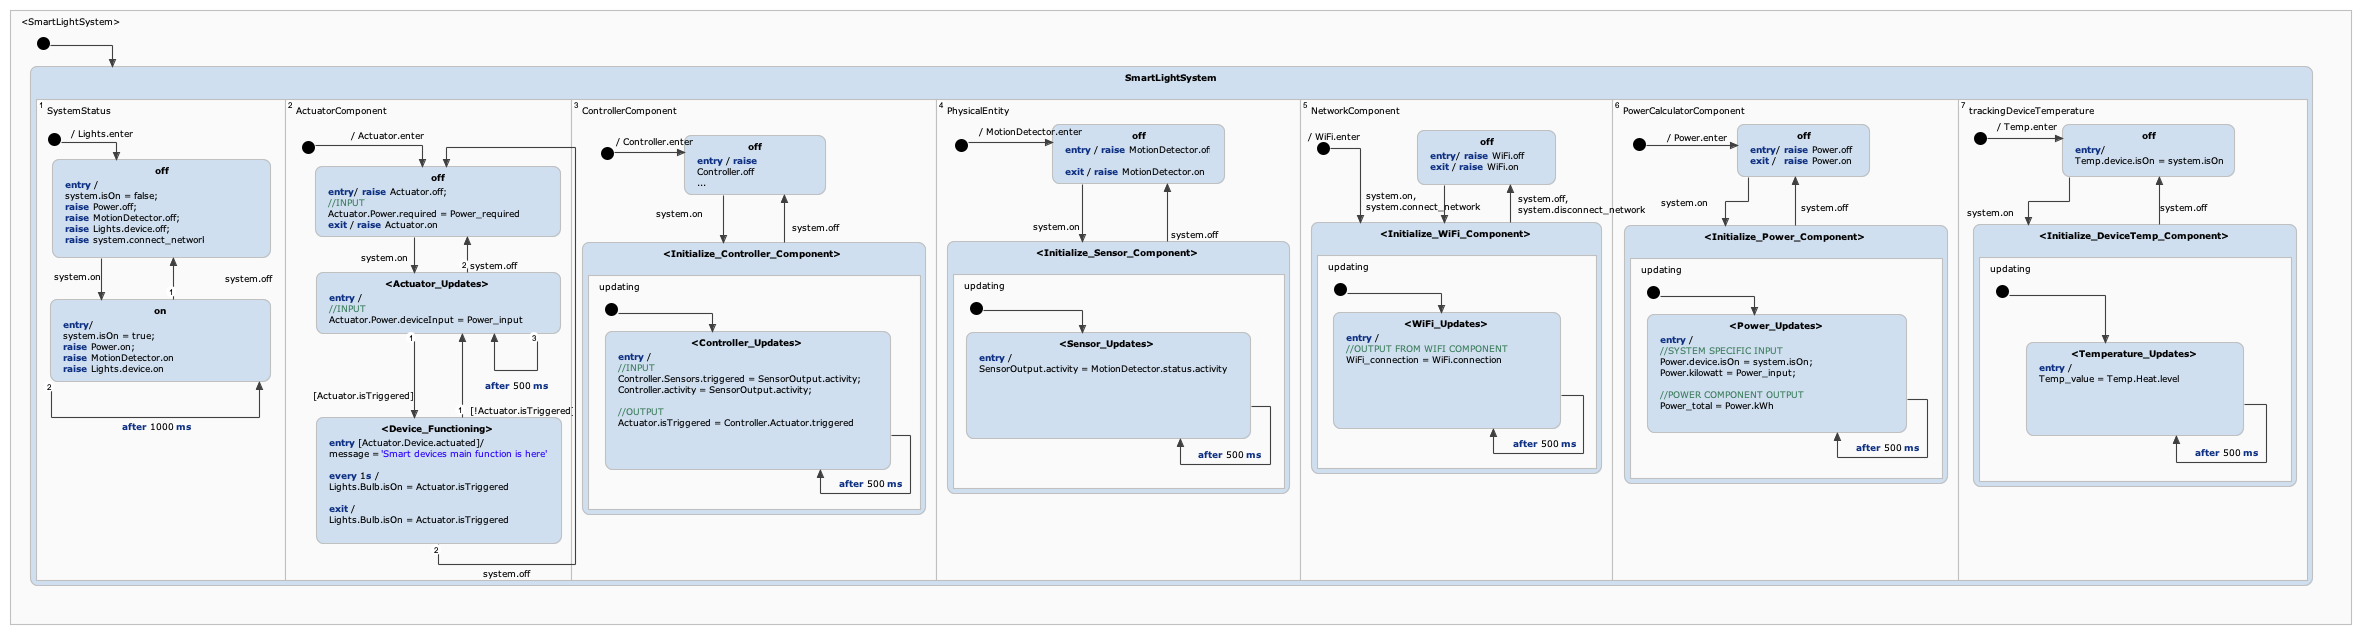 <SmartLightSystem>
SmartLightSystem
1
SystemStatus
/ Lights.enter
off
entry /
system.isOn = false;
raise Power.off;
raise MotionDetector.off;
raise Lights.device.off;
raise system.connect_networl
system.on
system.off
1
on
entry/
system.isOn = true;
raise Power.on;
raise MotionDetector.on
raise Lights.device.on
2
after 1000 ms
2
ActuatorComponent
/ Actuator.enter
off
entry/ raise Actuator.off;
//INPUT
Actuator.Power.required = Power_required
exit / raise Actuator.on
system.on
2
system.off
<Actuator_Updates>
entry /
//INPUT
Actuator.Power.deviceInput = Power_input
1
3
after 500 ms
[Actuator.isTriggered]
1
[!Actuator.isTriggered]
<Device_Functioning>
entry [Actuator.Device.actuated]/
message = 'Smart devices main function is here'
every 1s /
Lights.Bulb.isOn = Actuator.isTriggered
exit /
Lights.Bulb.isOn = Actuator.isTriggered
2
system.off
3
ControllerComponent
/ Controller.enter
off
entry / raise
Controller.off
...
system.on
system.off
<Initialize_Controller_Component>
updating
<Controller_Updates>
entry /
//INPUT
Controller.Sensors.triggered = SensorOutput.activity;
Controller.activity = SensorOutput.activity;
//OUTPUT
Actuator.isTriggered = Controller.Actuator.triggered
after 500 ms
4
PhysicalEntity
/ MotionDetector.enter
off
entry / raise MotionDetector.of
exit / raise MotionDetector.on
system.on
system.off
<Initialize_Sensor_Component>
updating
<Sensor_Updates>
entry /
SensorOutput.activity = MotionDetector.status.activity
after 500 ms
5
NetworkComponent
/ WiFi.enter
off
entry/ raise WiFi.off
exit / raise WiFi.on
system.on,
system.connect_network
system.off,
system.disconnect_network
<Initialize_WiFi_Component>
updating
<WiFi_Updates>
entry /
//OUTPUT FROM WIFI COMPONENT
WiFi_connection = WiFi.connection
after 500 ms
6
PowerCalculatorComponent
/ Power.enter
off
entry/ raise Power.off
exit / raise Power.on
system.on
system.off
<Initialize_Power_Component>
updating
<Power_Updates>
entry /
//SYSTEM SPECIFIC INPUT
Power.device.isOn = system.isOn;
Power.kilowatt = Power_input;
//POWER COMPONENT OUTPUT
Power_total = Power.kWh
after 500 ms
7
trackingDeviceTemperature
/ Temp.enter
off
entry/
Temp.device.isOn = system.isOn
system.on
system.off
<Initialize_DeviceTemp_Component>
updating
<Temperature_Updates>
entry /
Temp_value = Temp.Heat.level
after 500 ms